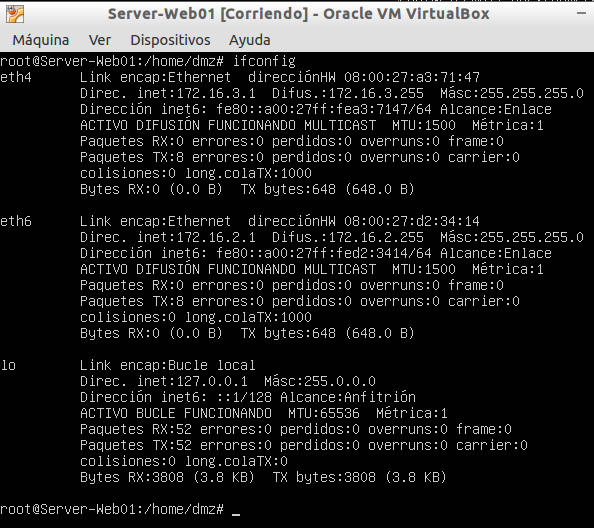 Server-Web01 [Corriendo] - Oracle VM VirtualBox
Máquina Ver Dispositivos Ayuda
root@Server-Web01:/home/dmz# ifconfig
eth4 Link encap:Ethernet direcciónHW 08:00:27:a3:71:47
Direc. inet:172.16.3.1 Difus.:172.16.3.255 Másc:255.255.255.0
Dirección inet6: fe80::a00:27ff:fea3:7147/64 Alcance:Enlace
ACTIVO DIFUSIÓN FUNCIONANDO MULTICAST MTU:1500 Métrica:1
Paquetes RX:0 errores:0 perdidos:0 overruns:0 frame:0
Paquetes TX:8 errores:0 perdidos:0 overruns:0 carrier:0
colisiones:0 long.colaTX:1000
Bytes RX:0 (0.0 B) TX bytes:648 (648.0 B)
eth6 Link encap:Ethernet direcciónHW 08:00:27:d2:34:14
Direc. inet:172.16.2.1 Difus.:172.16.2.255 Másc:255.255.255.0
Dirección inet6: fe80::a00:27ff:fed2:3414/64 Alcance:Enlace
ACTIVO DIFUSIÓN FUNCIONANDO MULTICAST MTU:1500 Métrica:1
Paquetes RX:0 errores:0 perdidos:0 overruns:0 frame:0
Paquetes TX:8 errores:0 perdidos:0 overruns:0 carrier:0
colisiones:0 long.colaTX:1000
Bytes RX:0 (0.0 B) TX bytes:648 (648.0 B)
lo Link encap:Bucle local
Direc. inet:127.0.0.1 Másc:255.0.0.0
Dirección inet6: ::1/128 Alcance:Anfitrión
ACTIVO BUCLE FUNCIONANDO MTU:65536 Métrica:1
Paquetes RX:52 errores:0 perdidos:0 overruns:0 frame:0
Paquetes TX:52 errores:0 perdidos:0 overruns:0 carrier:0
colisiones:0 long.colaTX:0
Bytes RX:3808 (3.8 KB) TX bytes:3808 (3.8 KB)
root@Server-Web01:/home/dmz# _